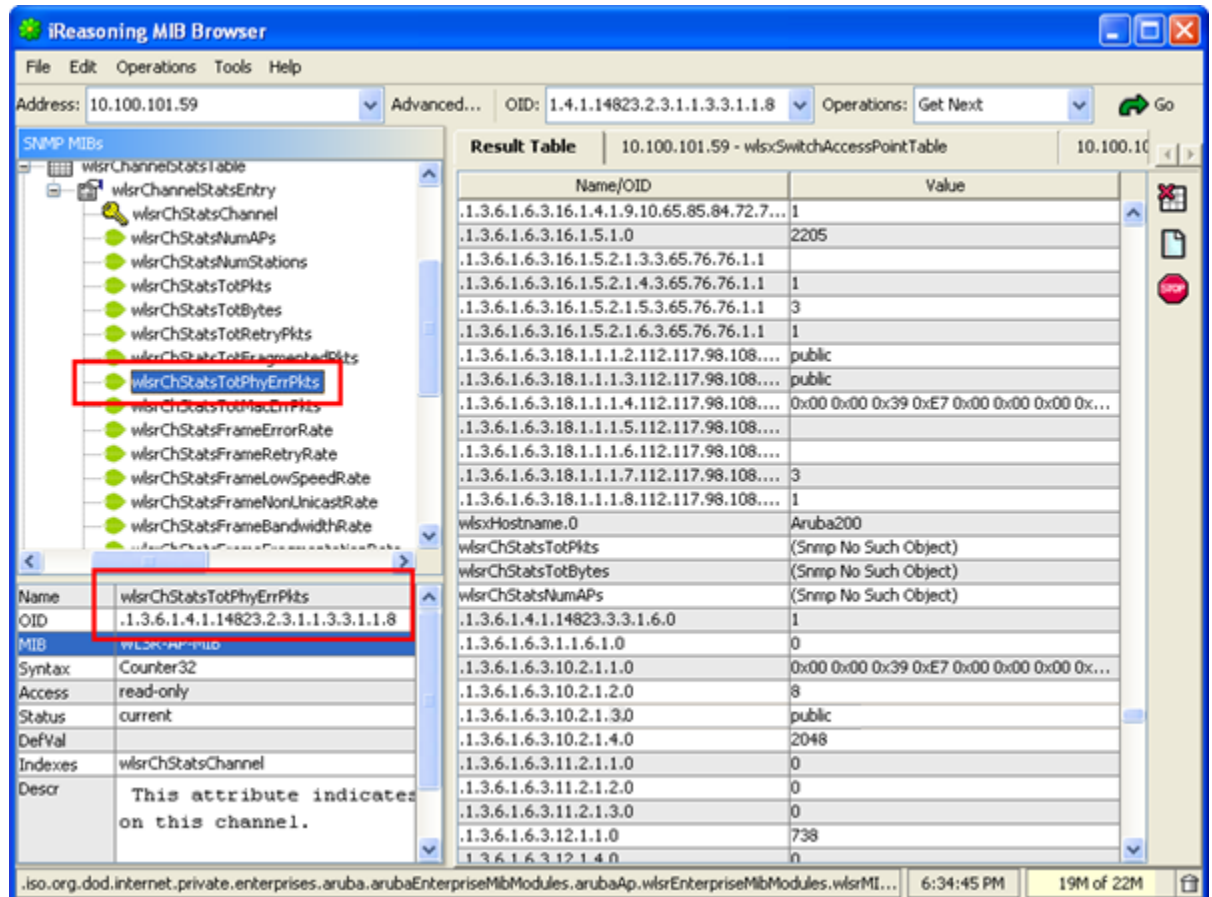 iReasoning MIB Browser
File Edit Operations Tools Help
Address: 10.100.101.59 Advanced... OID: 1.4.1.14823.2.3.1.1.3.3.1.1.8 Operations: Get Next Go
SNMP MIBs
wlsrChannelStatsTable
wlsrChannelStatsEntry
wlsrChStatsChannel
wlsrChStatsNumAPs
wlsrChStatsNumStations
wlsrChStatsTotPkts
wlsrChStatsTotBytes
wlsrChStatsTotRetryPkts
wlsrChStatsTotFragmentedPkts
wlsrChStatsTotPhyErrPkts
wlsrChStatsTotMacErrPkts
wlsrChStatsFrameErrorRate
wlsrChStatsFrameRetryRate
wlsrChStatsFrameLowSpeedRate
wlsrChStatsFrameNonUnicastRate
wlsrChStatsFrameBandwidthRate
wlsrChStatsFrameFragmentationRate
Name wlsrChStatsTotPhyErrPkts
OID .1.3.6.1.4.1.14823.2.3.1.1.3.3.1.1.8
MIB WLSR-AP-MIB
Syntax Counter32
Access read-only
Status current
DefVal
Indexes wlsrChStatsChannel
Descr This attribute indicates
on this channel.
Result Table 10.100.101.59 - wlsxSwitchAccessPointTable 10.100.10
Name/OID Value
.1.3.6.1.6.3.16.1.4.1.9.10.65.85.84.72.7... 1
.1.3.6.1.6.3.16.1.5.1.0 2205
.1.3.6.1.6.3.16.1.5.2.1.3.3.65.76.76.1.1
.1.3.6.1.6.3.16.1.5.2.1.4.3.65.76.76.1.1 1
.1.3.6.1.6.3.16.1.5.2.1.5.3.65.76.76.1.1 3
.1.3.6.1.6.3.16.1.5.2.1.6.3.65.76.76.1.1 1
.1.3.6.1.6.3.18.1.1.1.2.112.117.98.108.... public
.1.3.6.1.6.3.18.1.1.1.3.112.117.98.108.... public
.1.3.6.1.6.3.18.1.1.1.4.112.117.98.108.... 0x00 0x00 0x39 0xE7 0x00 0x00 0x00 0x...
.1.3.6.1.6.3.18.1.1.1.5.112.117.98.108....
.1.3.6.1.6.3.18.1.1.1.6.112.117.98.108....
.1.3.6.1.6.3.18.1.1.1.7.112.117.98.108.... 3
.1.3.6.1.6.3.18.1.1.1.8.112.117.98.108.... 1
wlsxHostname.0 Aruba200
wlsrChStatsTotPkts (Snmp No Such Object)
wlsrChStatsTotBytes (Snmp No Such Object)
wlsrChStatsNumAPs (Snmp No Such Object)
.1.3.6.1.4.1.14823.3.3.1.6.0 1
.1.3.6.1.6.3.1.1.6.1.0 0
.1.3.6.1.6.3.10.2.1.1.0 0x00 0x00 0x39 0xE7 0x00 0x00 0x00 0x...
.1.3.6.1.6.3.10.2.1.2.0 8
.1.3.6.1.6.3.10.2.1.3.0 public
.1.3.6.1.6.3.10.2.1.4.0 2048
.1.3.6.1.6.3.11.2.1.1.0 0
.1.3.6.1.6.3.11.2.1.2.0 0
.1.3.6.1.6.3.11.2.1.3.0 0
.1.3.6.1.6.3.12.1.1.0 738
.1.3.6.1.6.3.12.1.4.0 0
STOP
.iso.org.dod.internet.private.enterprises.aruba.arubaEnterpriseMibModules.arubaAp.wlsrEnterpriseMibModules.wlsrMI... 6:34:45 PM 19M of 22M